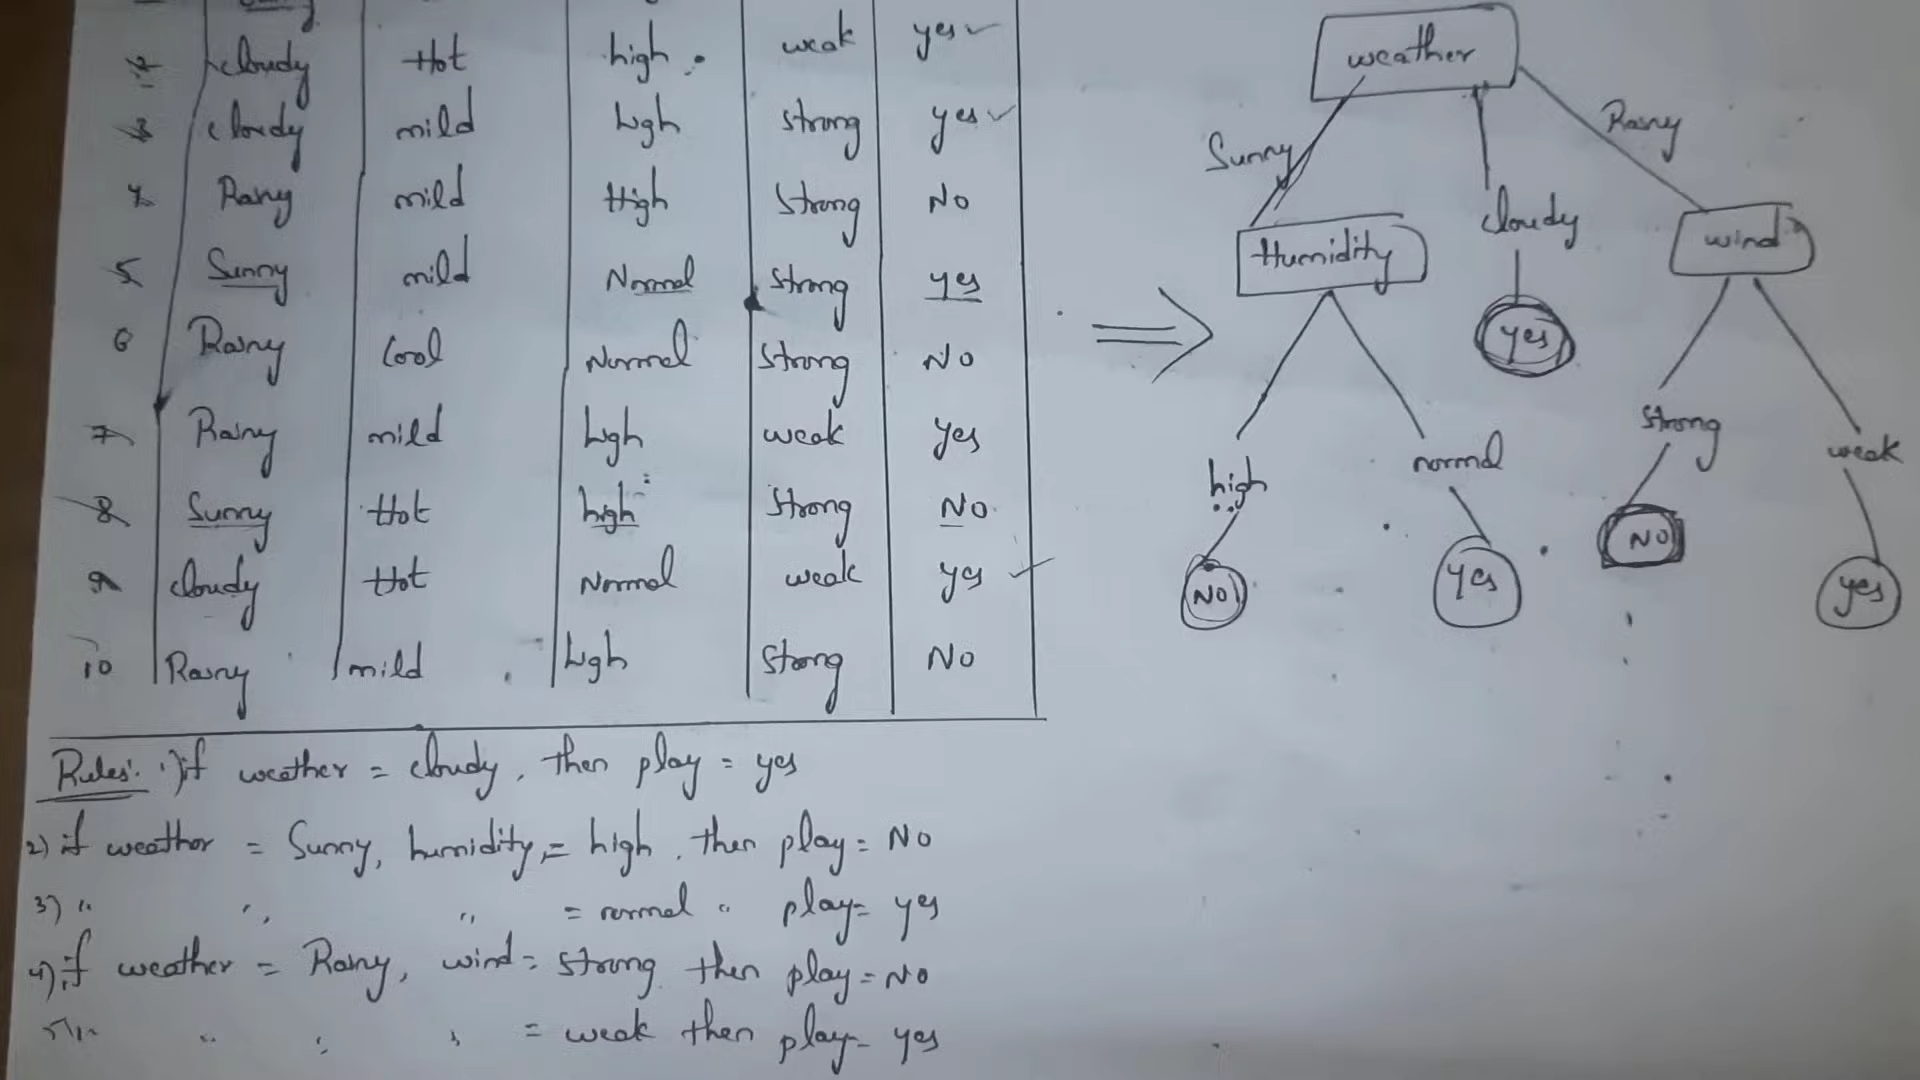 2 cloudy Hot high weak yes
3 cloudy mild high strong yes
4 Rainy mild High Strong No
5 Sunny mild Normal Strong yes
6 Rainy Cool Normal Strong No
7 Rainy mild high weak yes
8 Sunny Hot high Strong No
9 cloudy Hot Normal weak yes
10 Rainy mild high Strong No
Rules: 1) if weather = cloudy, then play = yes
2) if weather = Sunny, humidity = high, then play = No
3) " " " = normal " play = yes
4) if weather = Rainy, wind = strong then play = No
5) " " " " = weak then play = yes
weather
Sunny
Rainy
cloudy
Humidity
wind
yes
high
normal
strong
weak
No
yes
No
yes